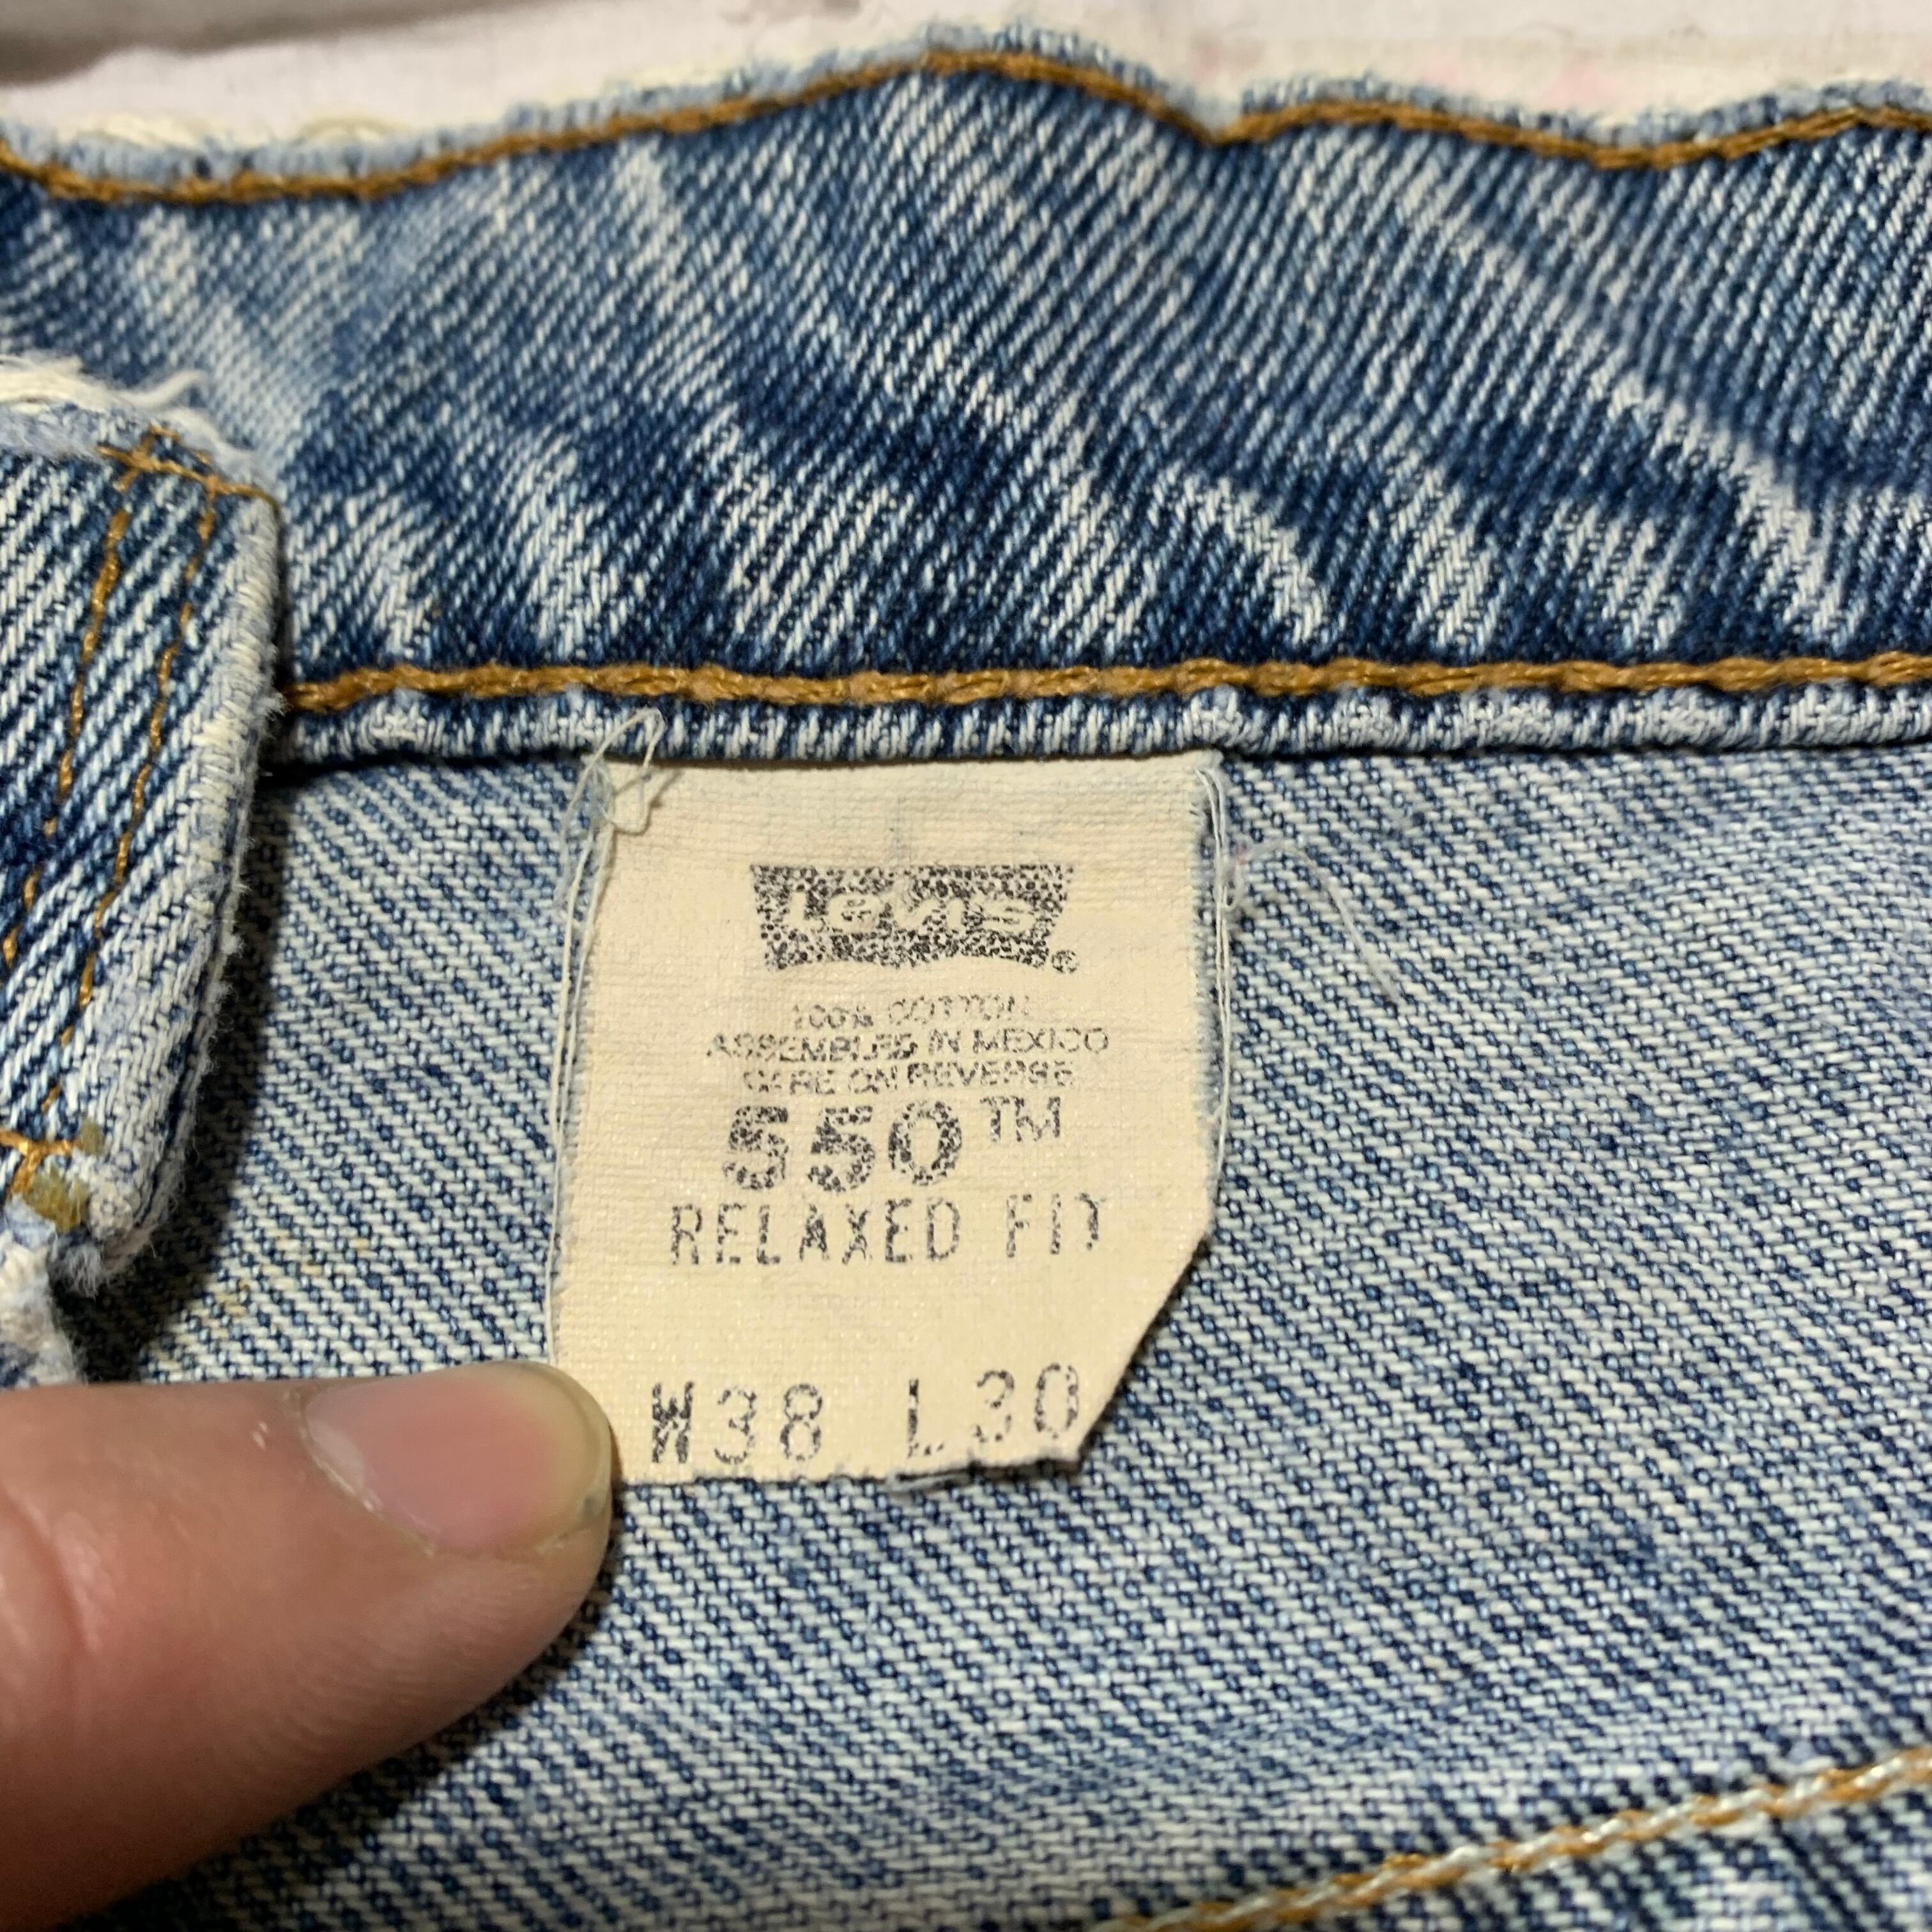 Levi's®
100% COTTON
ASSEMBLED IN MEXICO
CARE ON REVERSE
550™
RELAXED FIT
W38 L30